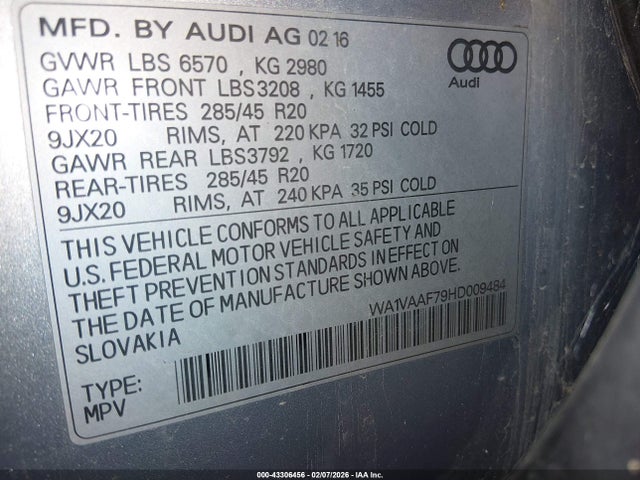 MFD. BY AUDI AG 02 16
GVWR LBS 6570 , KG 2980
GAWR FRONT LBS3208 , KG 1455
FRONT-TIRES 285/45 R20
9JX20 RIMS, AT 220 KPA 32 PSI COLD
GAWR REAR LBS3792 , KG 1720
REAR-TIRES 285/45 R20
9JX20 RIMS, AT 240 KPA 35 PSI COLD
Audi
THIS VEHICLE CONFORMS TO ALL APPLICABLE
U.S. FEDERAL MOTOR VEHICLE SAFETY AND
THEFT PREVENTION STANDARDS IN EFFECT ON
THE DATE OF MANUFACTURE SHOWN ABOVE.
SLOVAKIA
WA1VAAF79HD009484
TYPE:
MPV
000-43306456 - 02/07/2026 - IAA Inc.